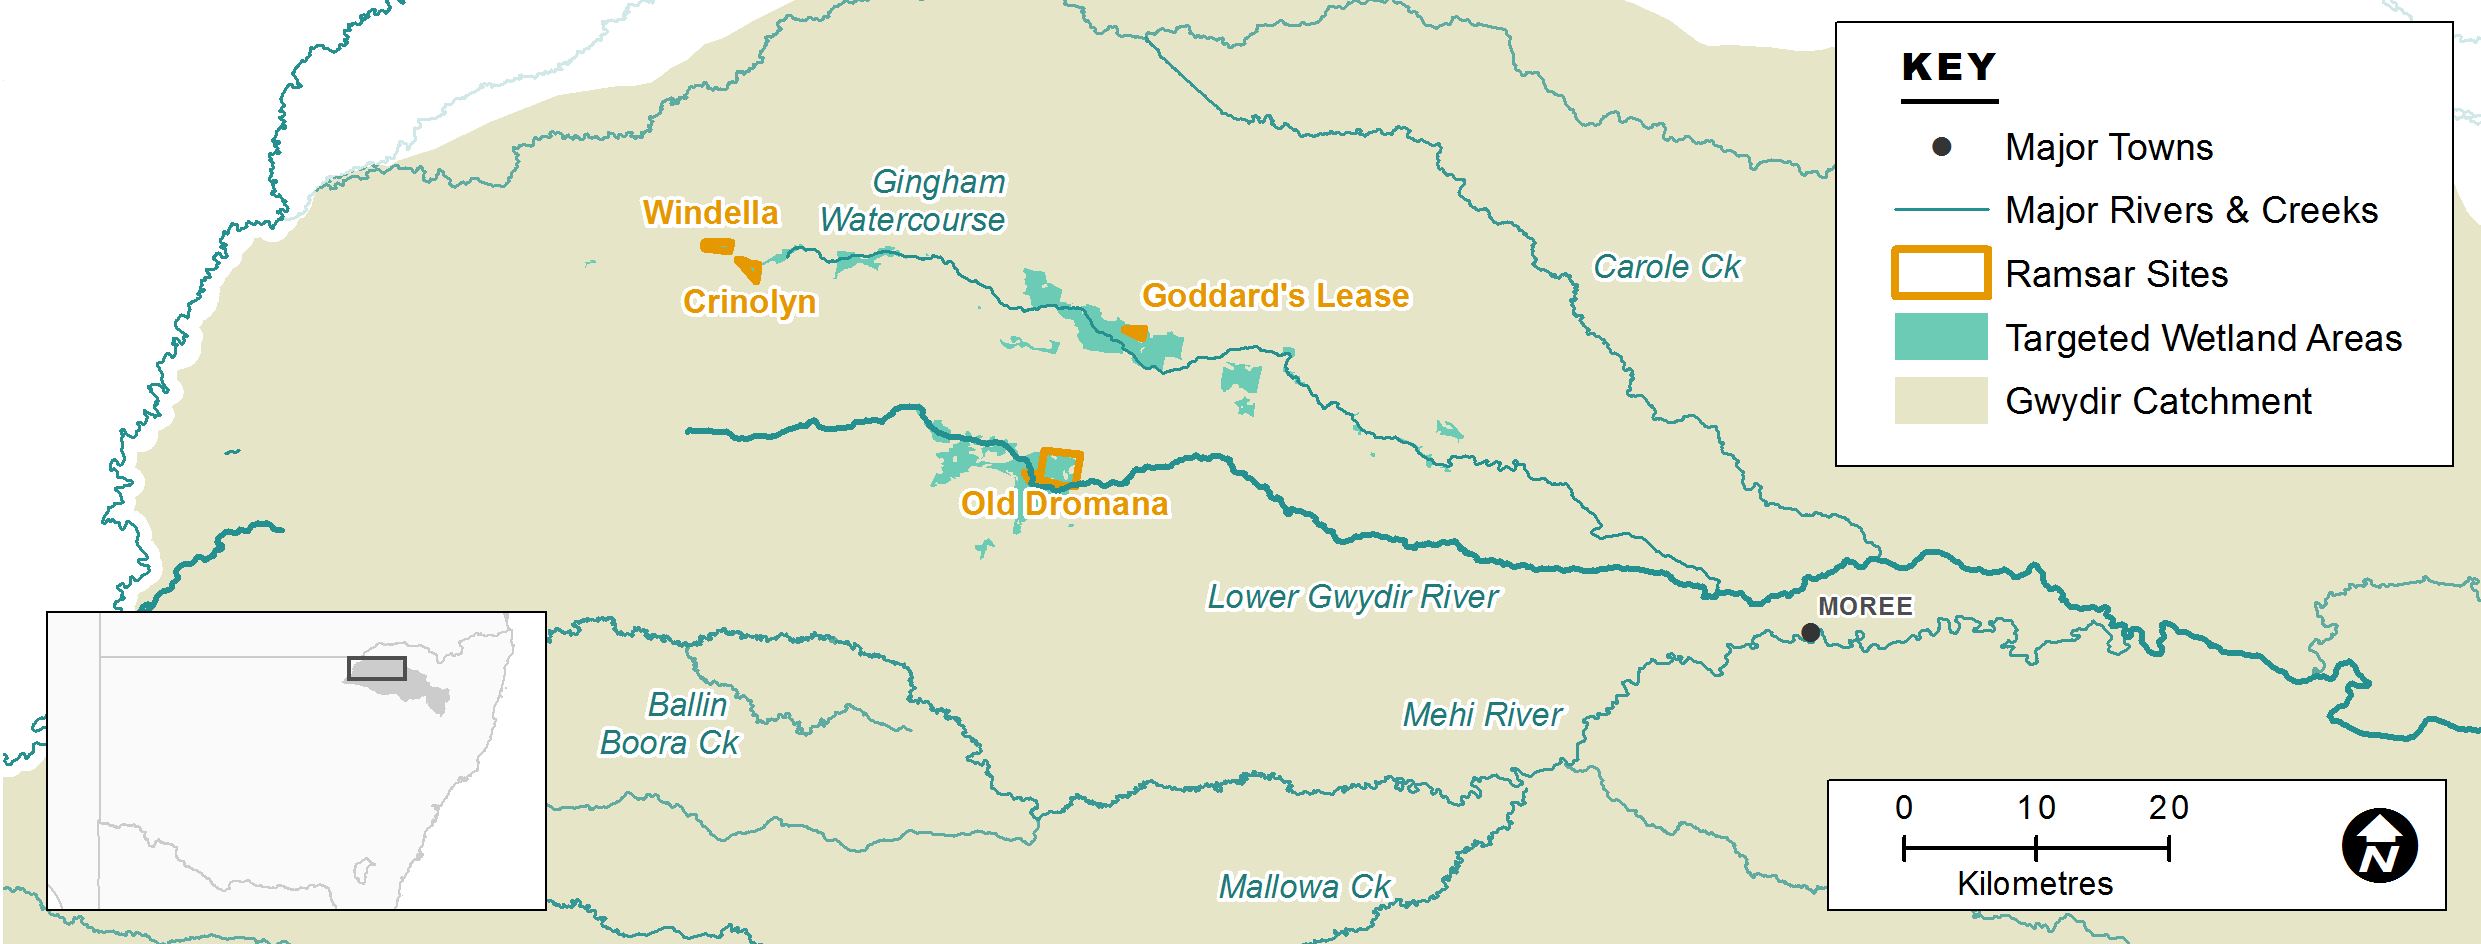 KEY
Major Towns
Major Rivers & Creeks
Ramsar Sites
Targeted Wetland Areas
Gwydir Catchment
Gingham
Watercourse
Windella
Crinolyn
Goddard's Lease
Carole Ck
Old Dromana
Lower Gwydir River
MOREE
Ballin
Boora Ck
Mehi River
Mallowa Ck
0 10 20
Kilometres
N